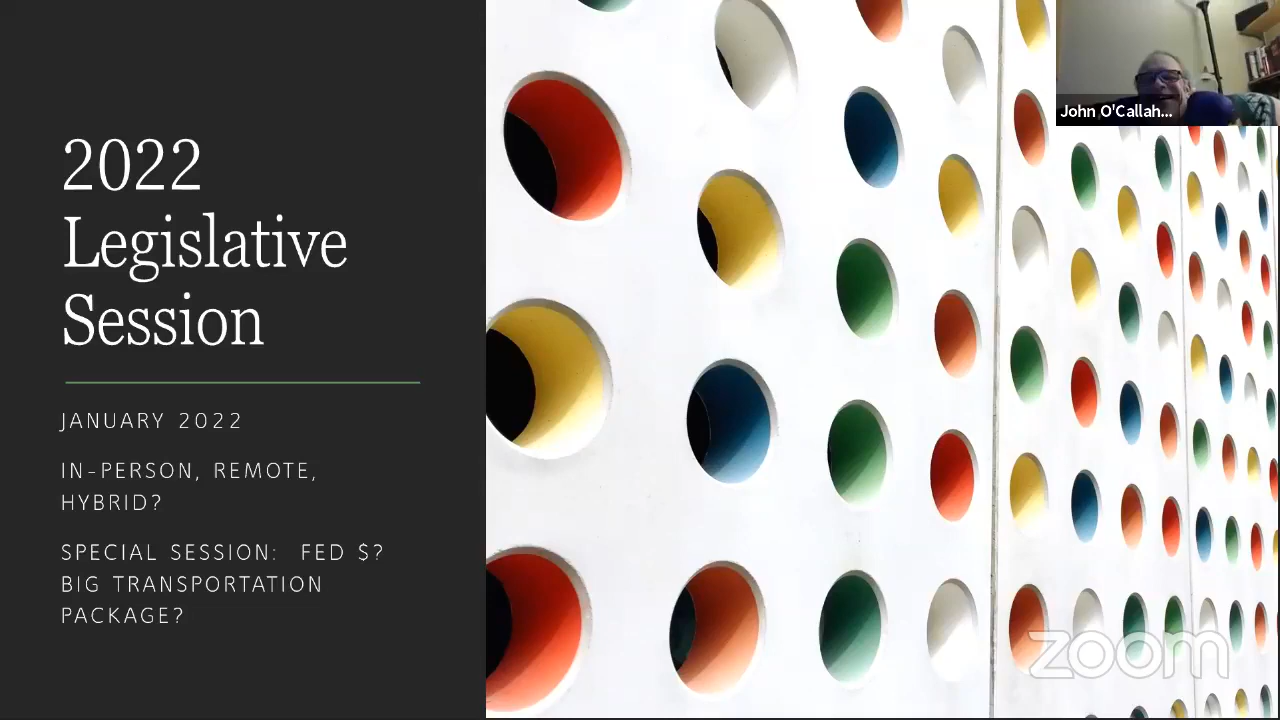 2022
Legislative
Session
JANUARY 2022
IN-PERSON, REMOTE,
HYBRID?
SPECIAL SESSION: FED $?
BIG TRANSPORTATION
PACKAGE?
John O'Callah...
zoom